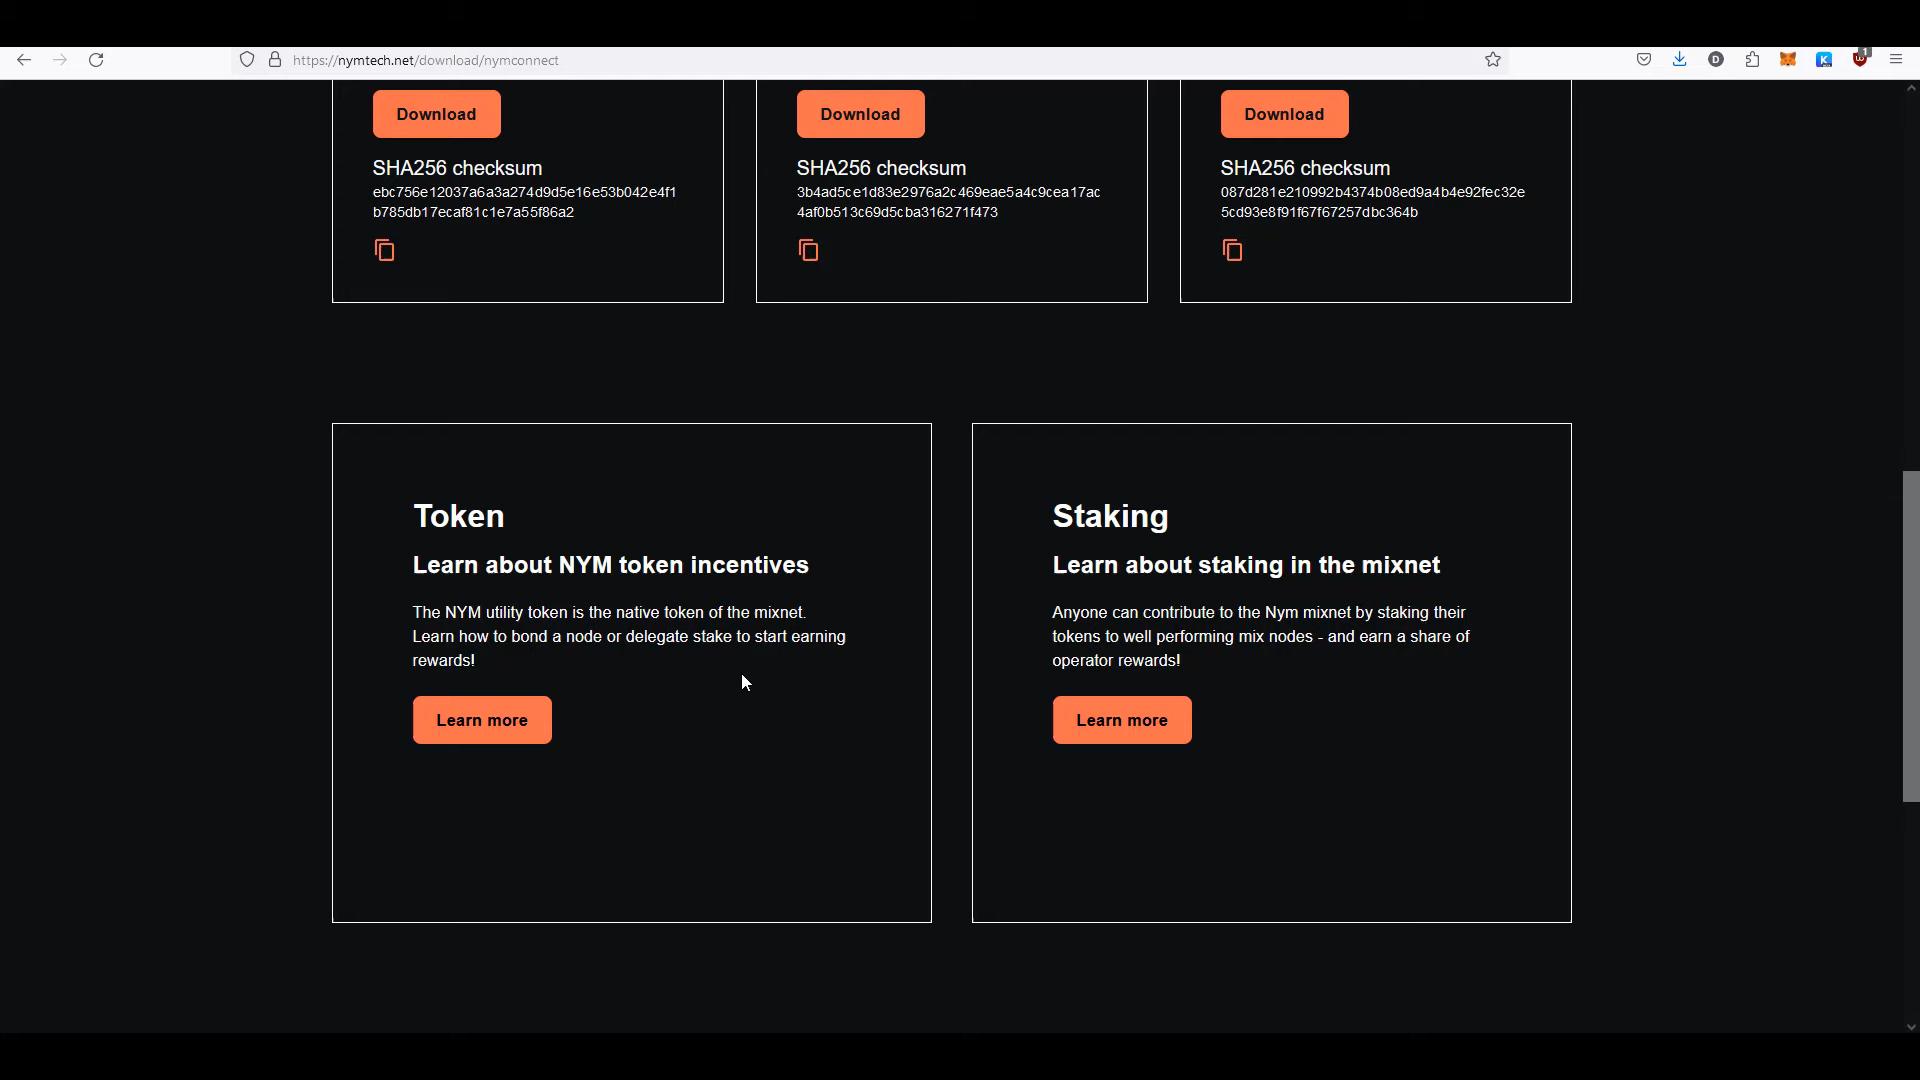 https://nymtech.net/download/nymconnect
D
K
1
Download
SHA256 checksum
ebc756e12037a6a3a274d9d5e16e53b042e4f1
b785db17ecaf81c1e7a55f86a2
Download
SHA256 checksum
3b4ad5ce1d83e2976a2c469eae5a4c9cea17ac
4af0b513c69d5cba316271f473
Download
SHA256 checksum
087d281e210992b4374b08ed9a4b4e92fec32e
5cd93e8f91f67f67257dbc364b
Token
Learn about NYM token incentives
The NYM utility token is the native token of the mixnet.
Learn how to bond a node or delegate stake to start earning
rewards!
Learn more
Staking
Learn about staking in the mixnet
Anyone can contribute to the Nym mixnet by staking their
tokens to well performing mix nodes - and earn a share of
operator rewards!
Learn more